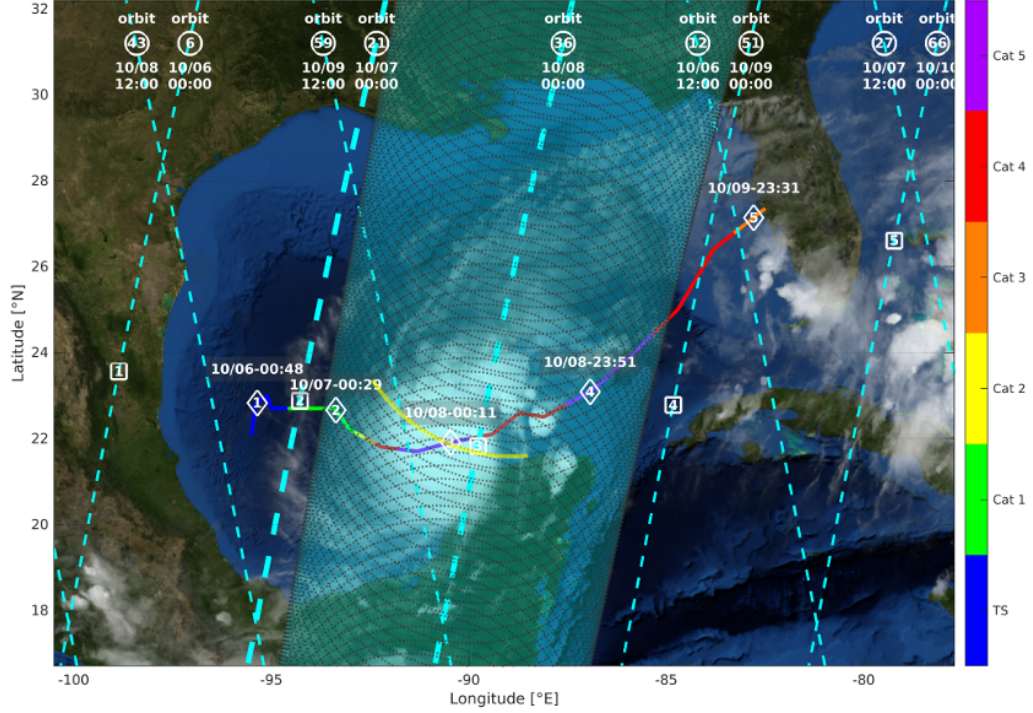 orbit orbit orbit orbit orbit orbit orbit orbit orbit
43 6 59 21 36 12 51 27 66
10/08 10/06 10/09 10/07 10/08 10/06 10/09 10/07 10/10
12:00 00:00 12:00 00:00 00:00 12:00 00:00 12:00 00:00
32
30
28
26
24
22
20
18
Latitude [°N]
10/09-23:31
5
5
10/08-23:51
4
4
1
10/06-00:48
1
2
10/07-00:29
2
10/08-00:11
3
3
-100 -95 -90 -85 -80
Longitude [°E]
Cat 5
Cat 4
Cat 3
Cat 2
Cat 1
TS